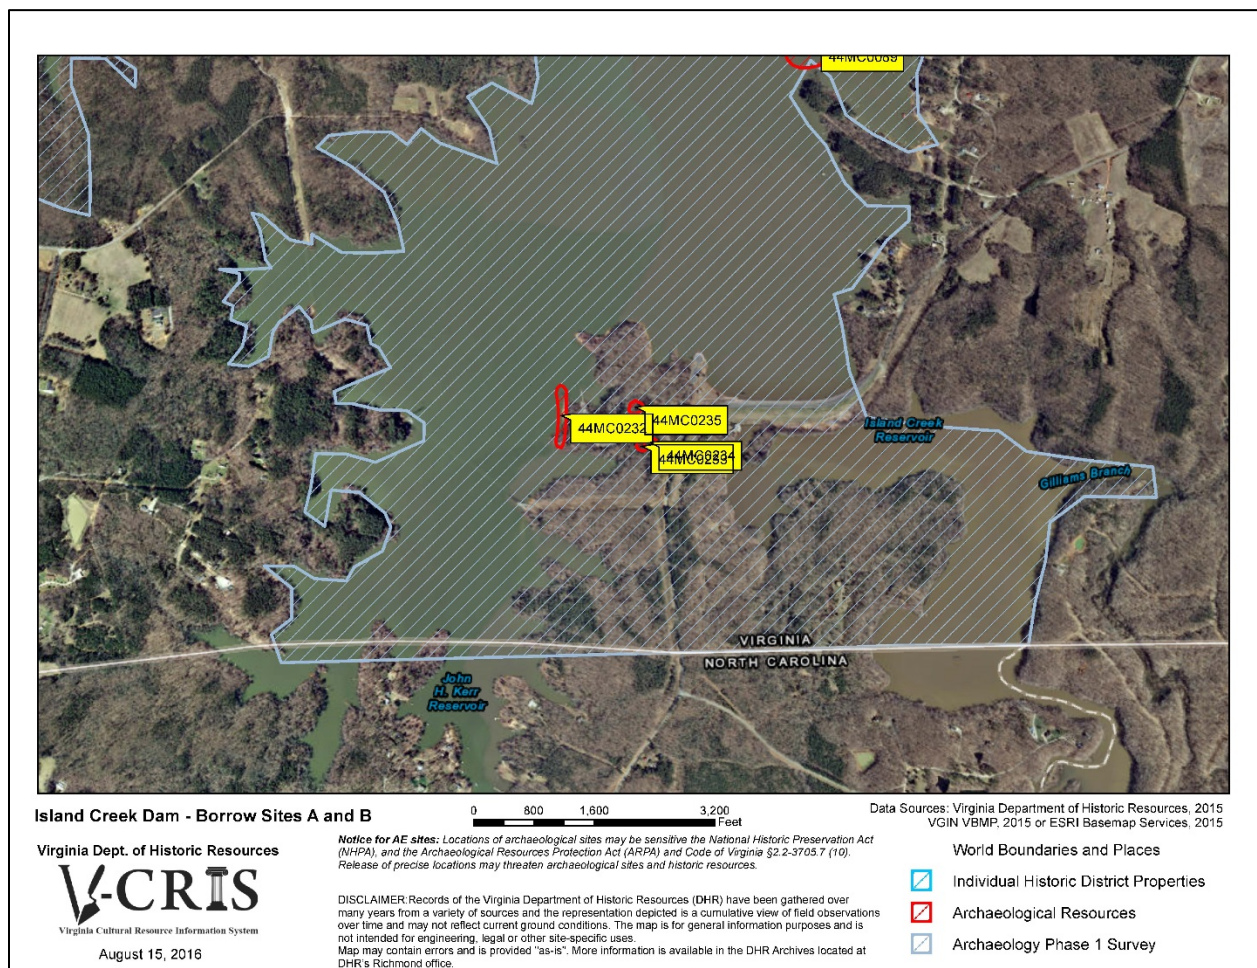 44MC0089
44MC0235
44MC0232
44MC0234
44MC0253
Island Creek
Reservoir
Gilliams Branch
VIRGINIA
NORTH CAROLINA
John
H. Kerr
Reservoir
Island Creek Dam - Borrow Sites A and B
0 800 1,600 3,200
Feet
Data Sources: Virginia Department of Historic Resources, 2015
VGIN VBMP, 2015 or ESRI Basemap Services, 2015
Virginia Dept. of Historic Resources
V-CRIS
Virginia Cultural Resource Information System
August 15, 2016
Notice for AE sites: Locations of archaeological sites may be sensitive the National Historic Preservation Act
(NHPA), and the Archaeological Resources Protection Act (ARPA) and Code of Virginia §2.2-3705.7 (10).
Release of precise locations may threaten archaeological sites and historic resources.
DISCLAIMER:Records of the Virginia Department of Historic Resources (DHR) have been gathered over
many years from a variety of sources and the representation depicted is a cumulative view of field observations
over time and may not reflect current ground conditions. The map is for general information purposes and is
not intended for engineering, legal or other site-specific uses.
Map may contain errors and is provided "as-is". More information is available in the DHR Archives located at
DHR's Richmond office.
World Boundaries and Places
Individual Historic District Properties
Archaeological Resources
Archaeology Phase 1 Survey